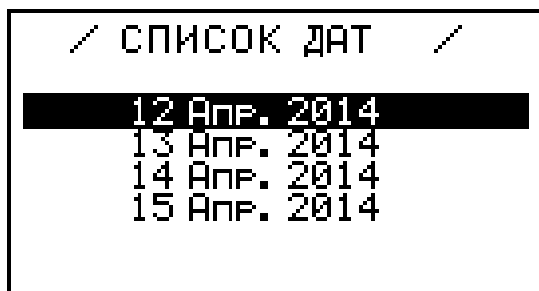 / СПИСОК ДАТ /
12 Апр. 2014
13 Апр. 2014
14 Апр. 2014
15 Апр. 2014